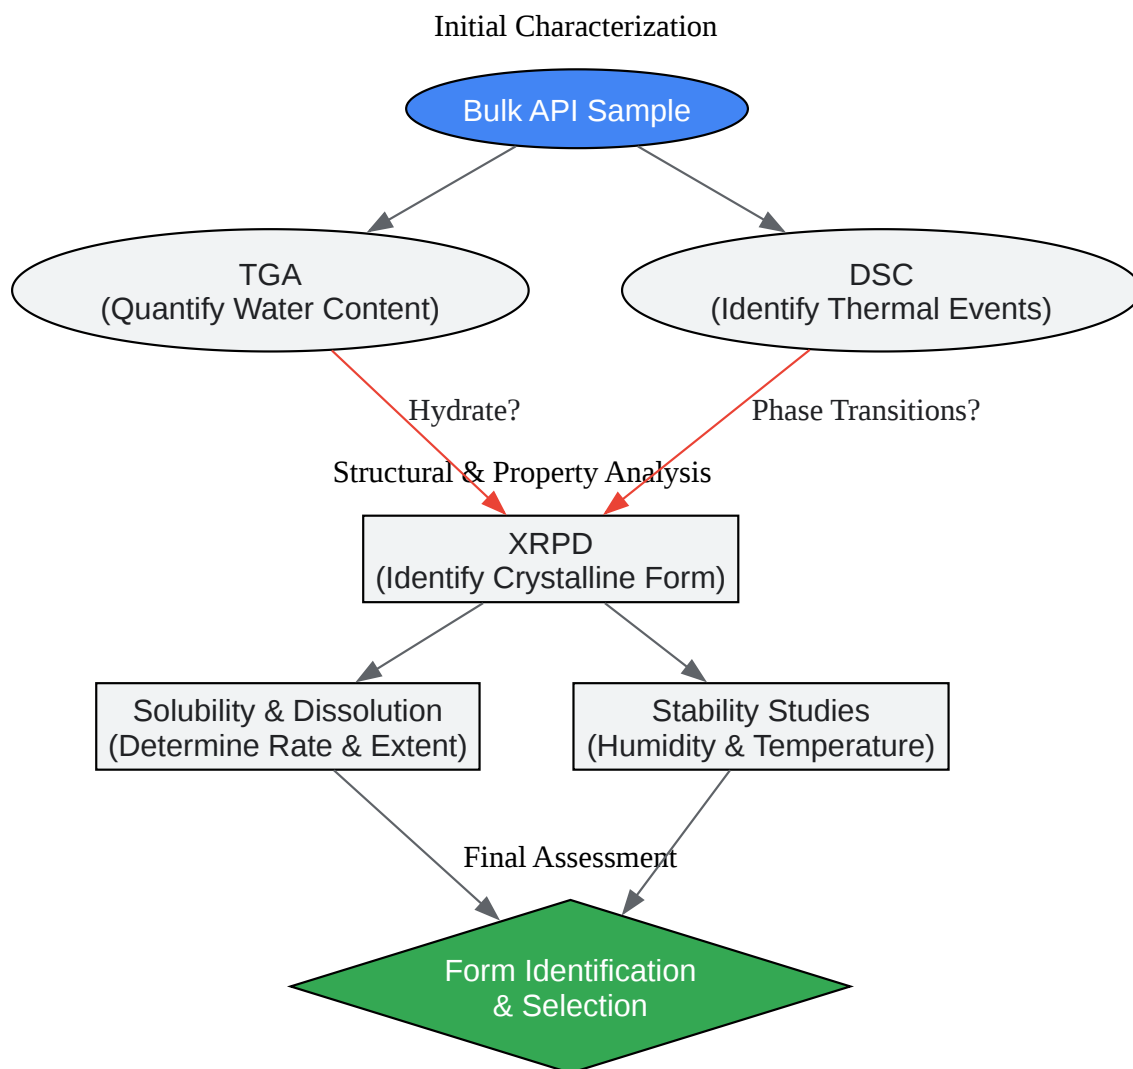 Initial Characterization
Bulk API Sample
TGA
(Quantify Water Content)
DSC
(Identify Thermal Events)
Hydrate?
Phase Transitions?
Structural & Property Analysis
XRPD
(Identify Crystalline Form)
Solubility & Dissolution
(Determine Rate & Extent)
Stability Studies
(Humidity & Temperature)
Final Assessment
Form Identification
& Selection